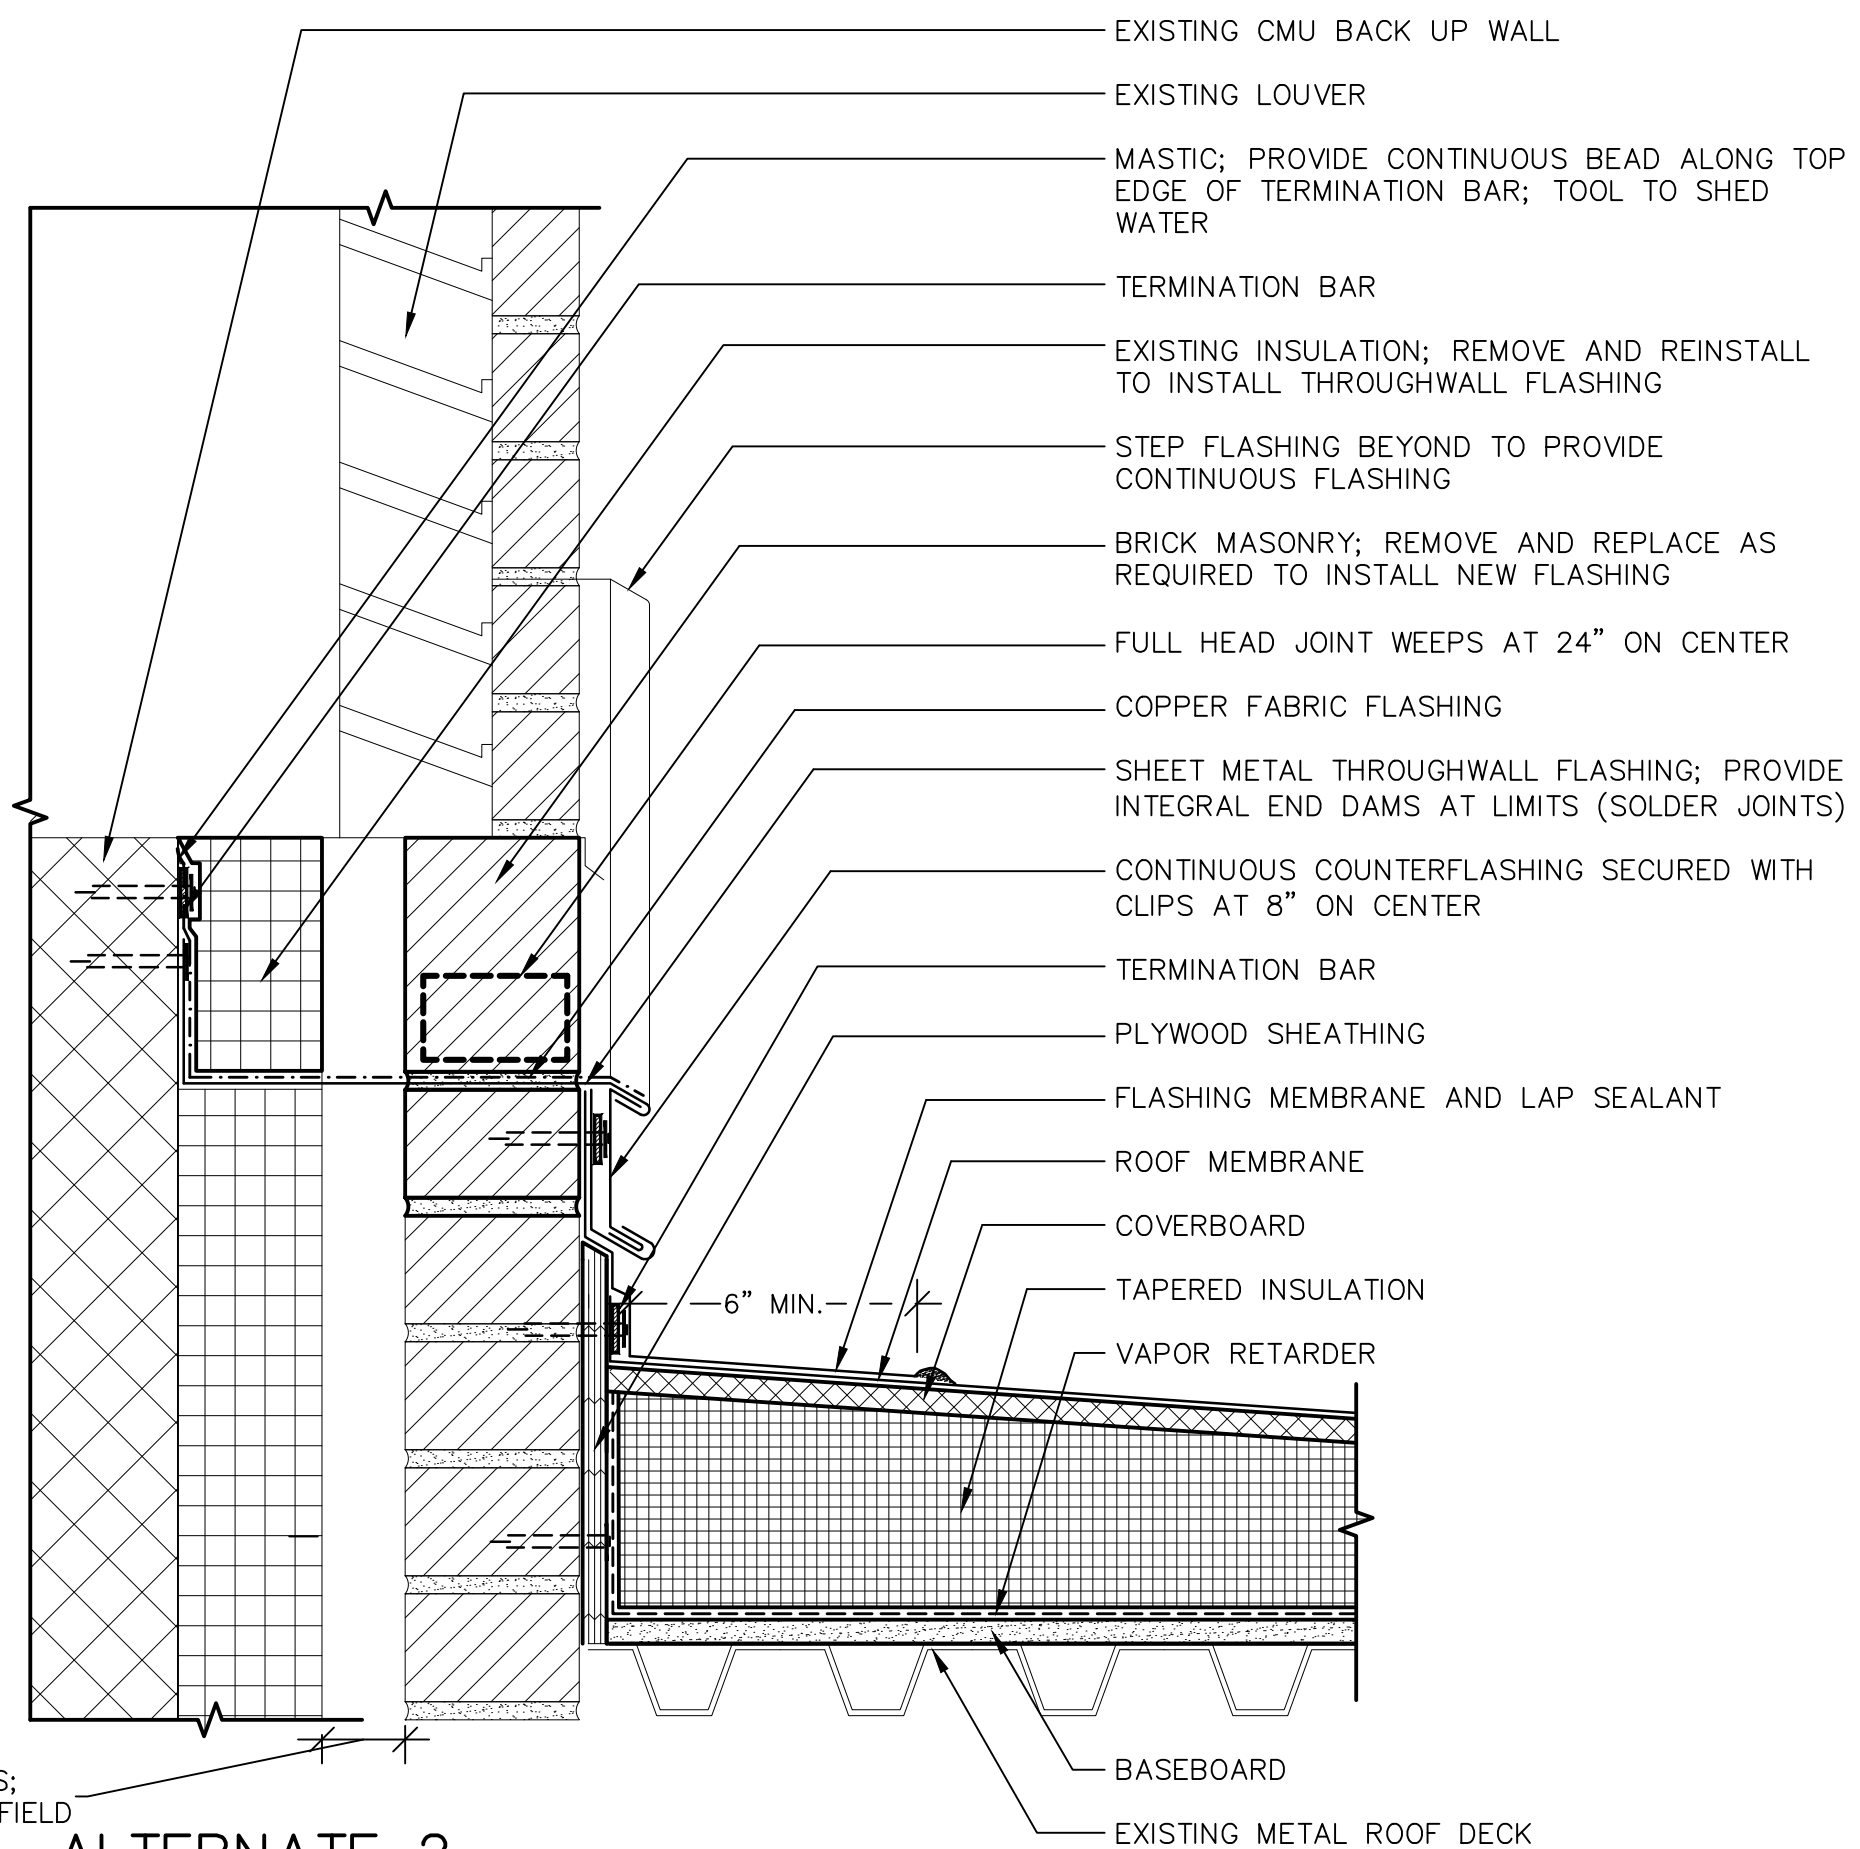 EXISTING CMU BACK UP WALL
EXISTING LOUVER
MASTIC; PROVIDE CONTINUOUS BEAD ALONG TOP
EDGE OF TERMINATION BAR; TOOL TO SHED
WATER
TERMINATION BAR
EXISTING INSULATION; REMOVE AND REINSTALL
TO INSTALL THROUGHWALL FLASHING
STEP FLASHING BEYOND TO PROVIDE
CONTINUOUS FLASHING
BRICK MASONRY; REMOVE AND REPLACE AS
REQUIRED TO INSTALL NEW FLASHING
FULL HEAD JOINT WEEPS AT 24” ON CENTER
COPPER FABRIC FLASHING
SHEET METAL THROUGHWALL FLASHING; PROVIDE
INTEGRAL END DAMS AT LIMITS (SOLDER JOINTS)
CONTINUOUS COUNTERFLASHING SECURED WITH
CLIPS AT 8” ON CENTER
TERMINATION BAR
PLYWOOD SHEATHING
FLASHING MEMBRANE AND LAP SEALANT
ROOF MEMBRANE
COVERBOARD
TAPERED INSULATION
6” MIN.
VAPOR RETARDER
BASEBOARD
FIELD
EXISTING METAL ROOF DECK
ALTERNATE